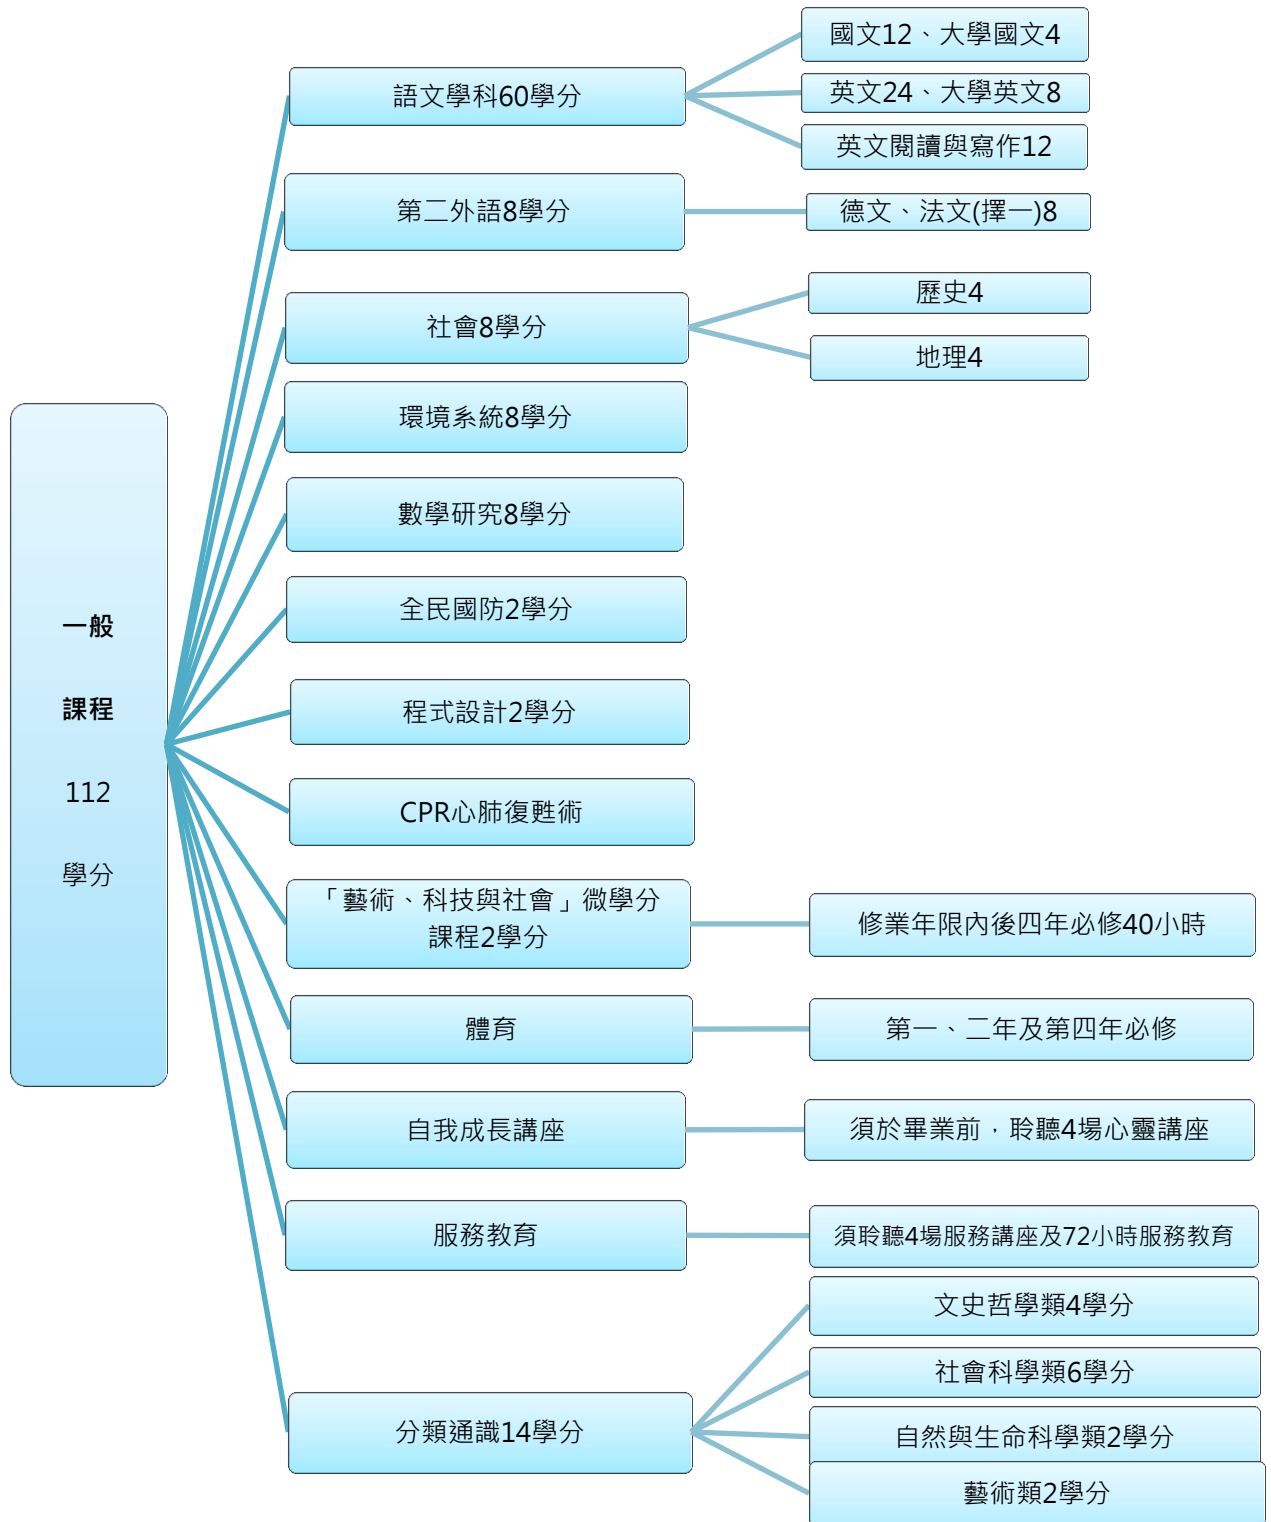 一般
課程
112
學分
語文學科60學分
國文12、大學國文4
英文24、大學英文8
英文閱讀與寫作12
第二外語8學分
德文、法文(擇一)8
社會8學分
歷史4
地理4
環境系統8學分
數學研究8學分
全民國防2學分
程式設計2學分
CPR心肺復甦術
「藝術、科技與社會」微學分
課程2學分
修業年限內後四年必修40小時
體育
第一、二年及第四年必修
自我成長講座
須於畢業前，聆聽4場心靈講座
服務教育
須聆聽4場服務講座及72小時服務教育
分類通識14學分
文史哲學類4學分
社會科學類6學分
自然與生命科學類2學分
藝術類2學分